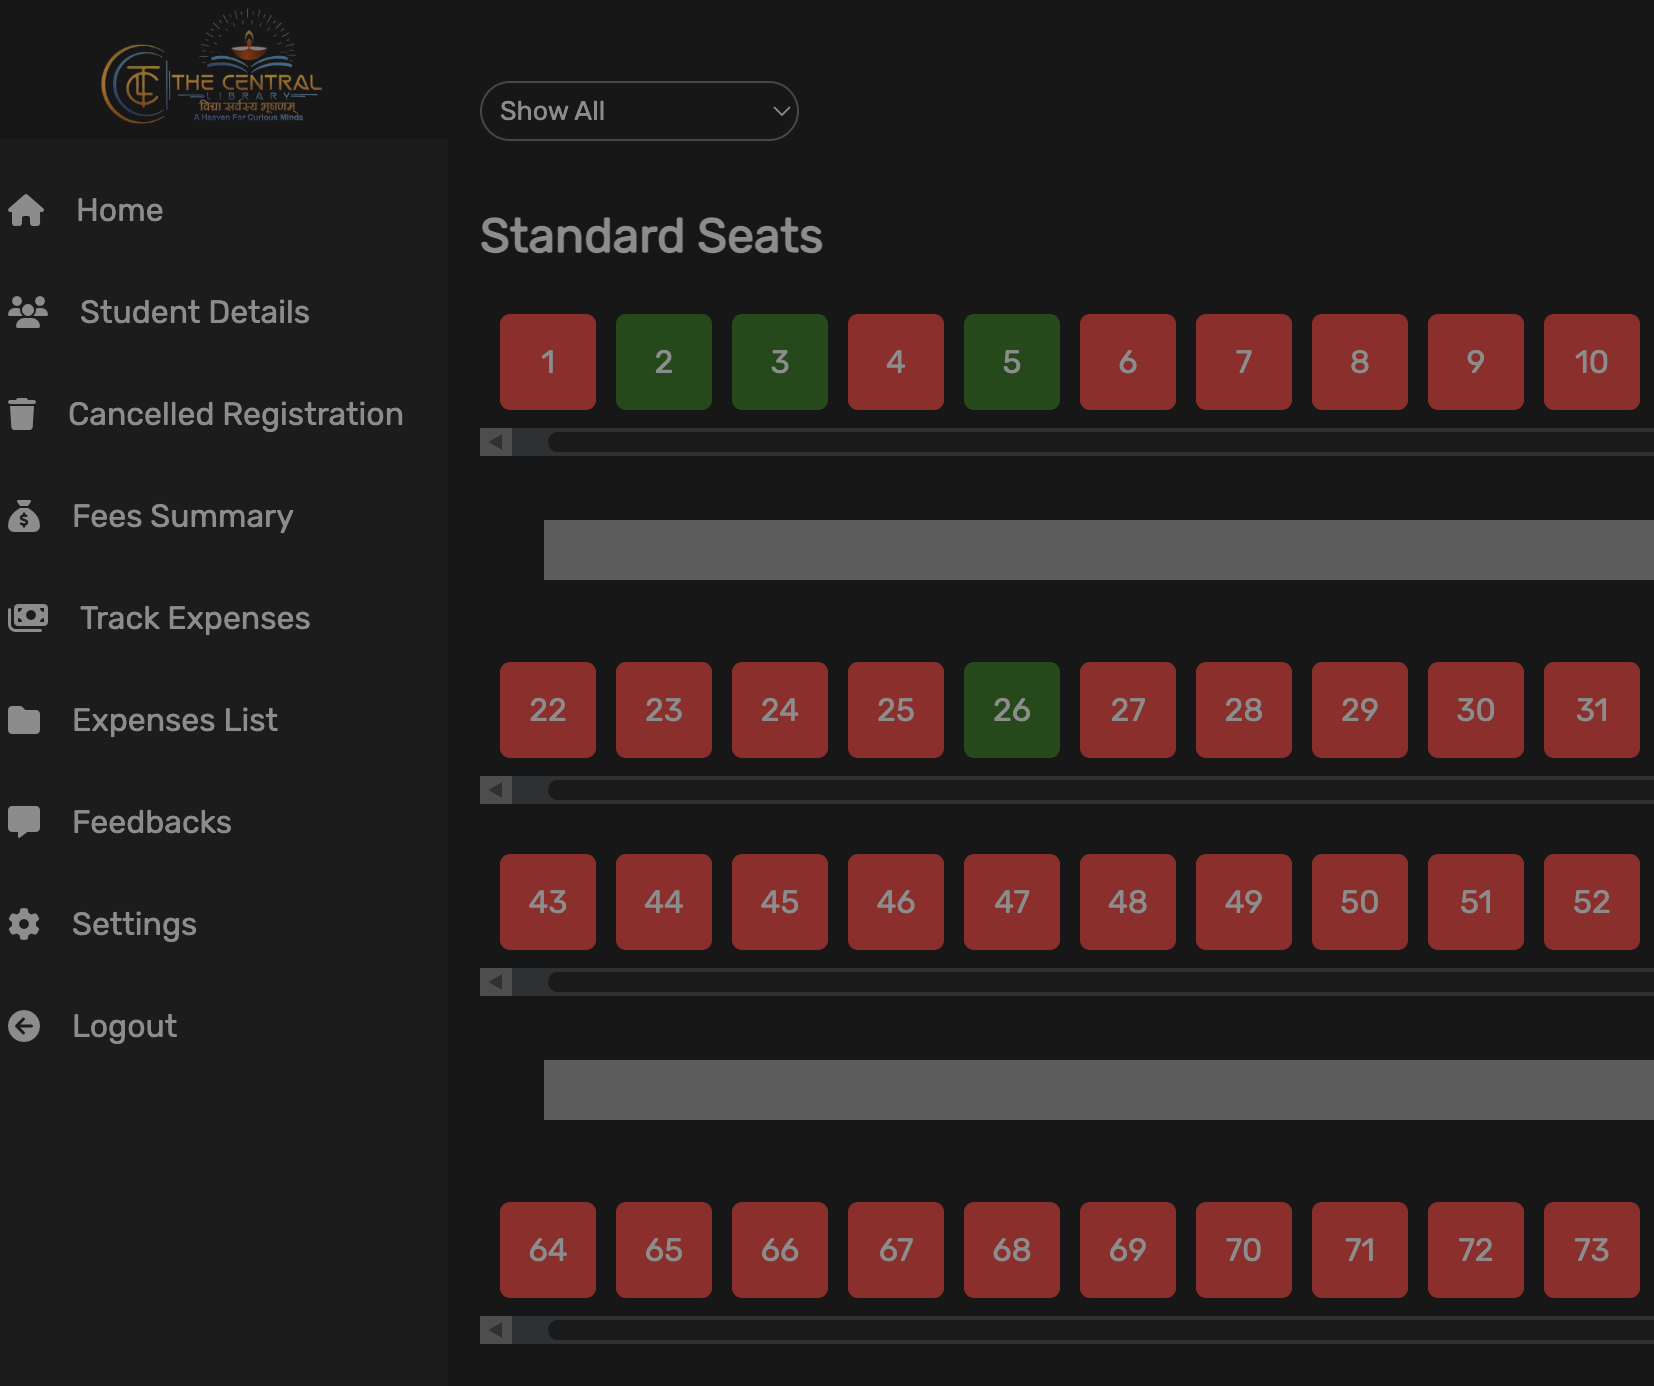 TC
THE CENTRAL
LIBRARY
विद्या सर्वस्य भूषणम्
A Heaven For Curious Minds
Home
Student Details
Cancelled Registration
Fees Summary
Track Expenses
Expenses List
Feedbacks
Settings
Logout
Show All
Standard Seats
1 2 3 4 5 6 7 8 9 10
22 23 24 25 26 27 28 29 30 31
43 44 45 46 47 48 49 50 51 52
64 65 66 67 68 69 70 71 72 73